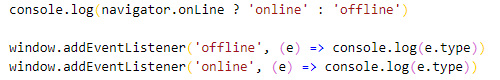 console.log(navigator.onLine ? 'online' : 'offline')
window.addEventListener('offline', (e) => console.log(e.type))
window.addEventListener('online', (e) => console.log(e.type))